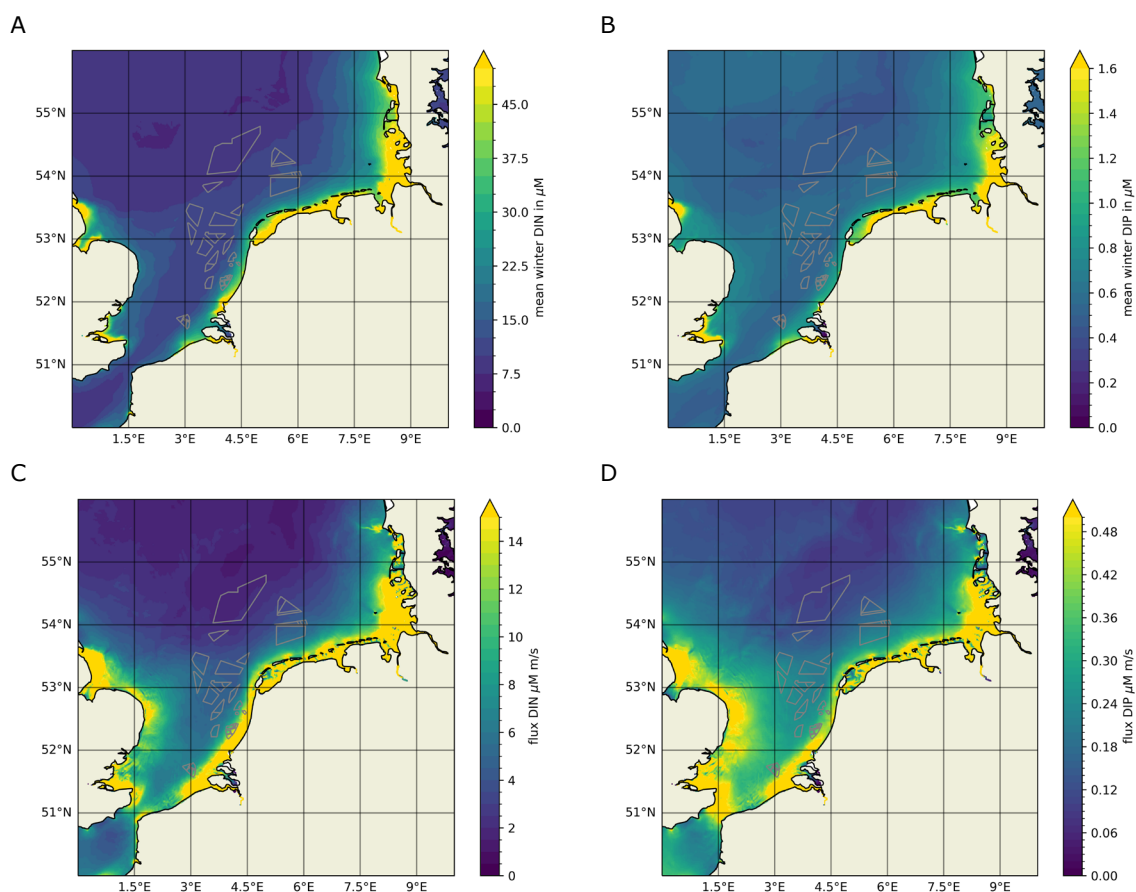 A
55°N
54°N
53°N
52°N
51°N
1.5°E 3°E 4.5°E 6°E 7.5°E 9°E
45.0
37.5
30.0
22.5
15.0
7.5
0.0
mean winter DIN in μM
B
55°N
54°N
53°N
52°N
51°N
1.5°E 3°E 4.5°E 6°E 7.5°E 9°E
1.6
1.4
1.2
1.0
0.8
0.6
0.4
0.2
0.0
mean winter DIP in μM
C
55°N
54°N
53°N
52°N
51°N
1.5°E 3°E 4.5°E 6°E 7.5°E 9°E
14
12
10
8
6
4
2
0
flux DIN μM m/s
D
55°N
54°N
53°N
52°N
51°N
1.5°E 3°E 4.5°E 6°E 7.5°E 9°E
0.48
0.42
0.36
0.30
0.24
0.18
0.12
0.06
0.00
flux DIP μM m/s